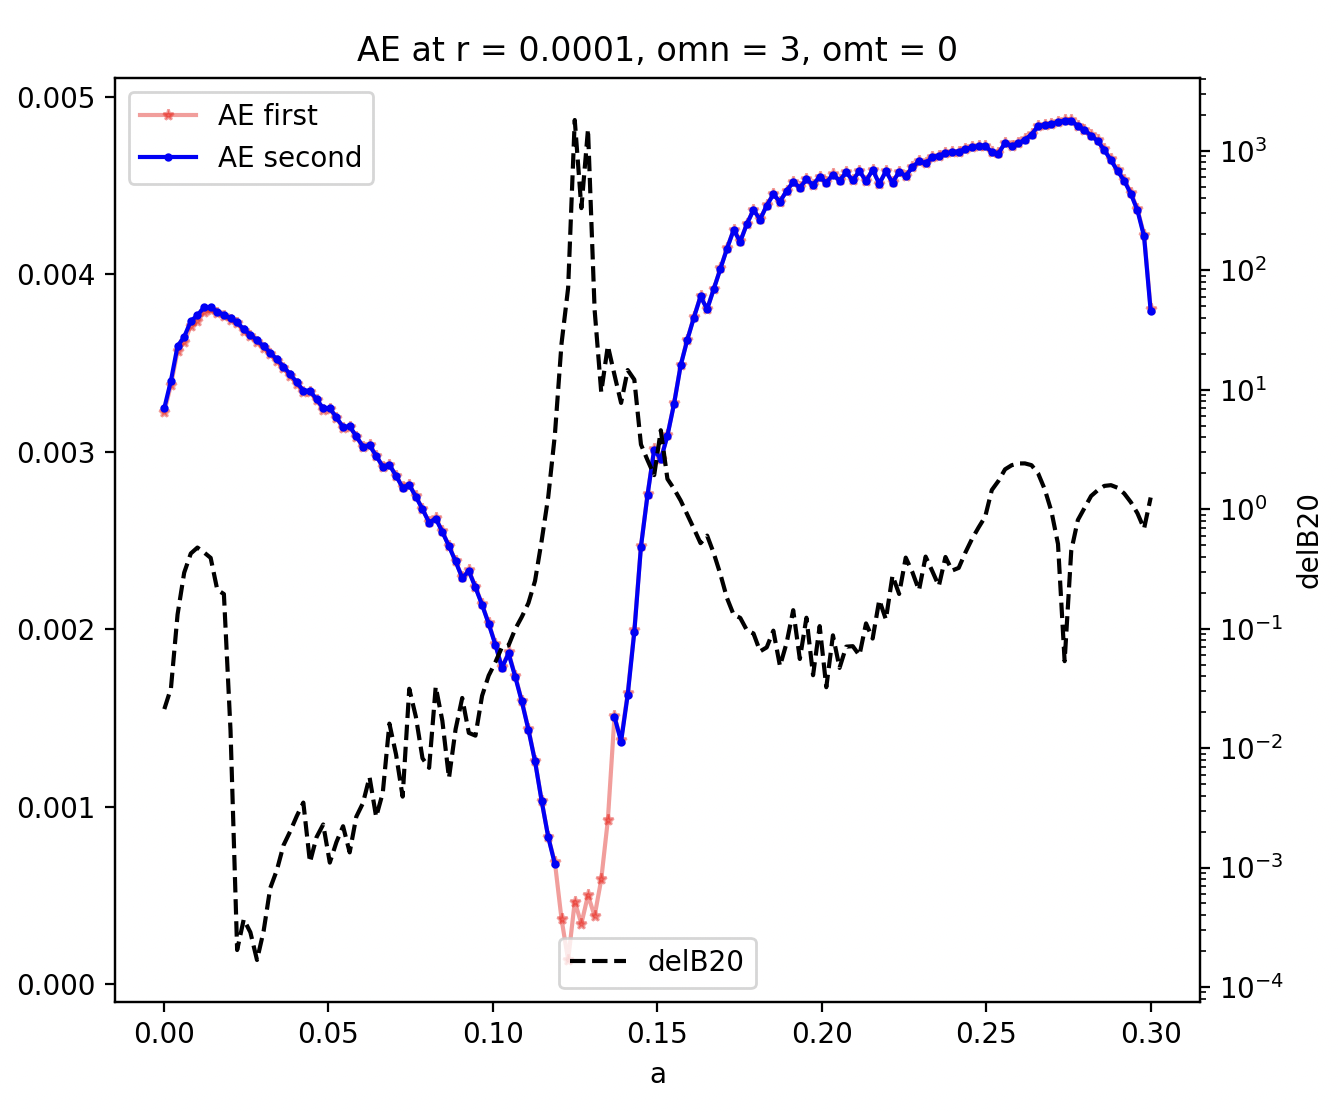 AE at r = 0.0001, omn = 3, omt = 0
AE first
AE second
delB20
0.005
0.004
0.003
0.002
0.001
0.000
10³
10²
10¹
10⁰
10⁻¹
10⁻²
10⁻³
10⁻⁴
delB20
0.00 0.05 0.10 0.15 0.20 0.25 0.30
a